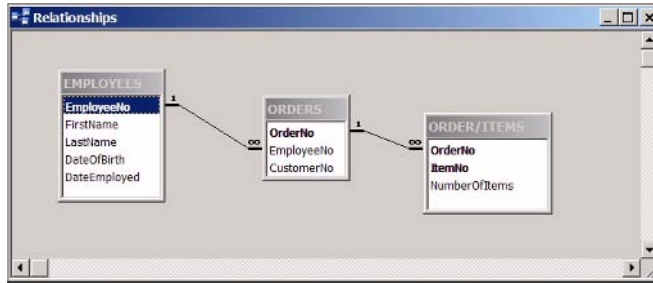 Relationships
EMPLOYEES
EmployeeNo
FirstName
LastName
DateOfBirth
DateEmployed
1
∞
ORDERS
OrderNo
EmployeeNo
CustomerNo
1
∞
ORDER/ITEMS
OrderNo
ItemNo
NumberOfItems